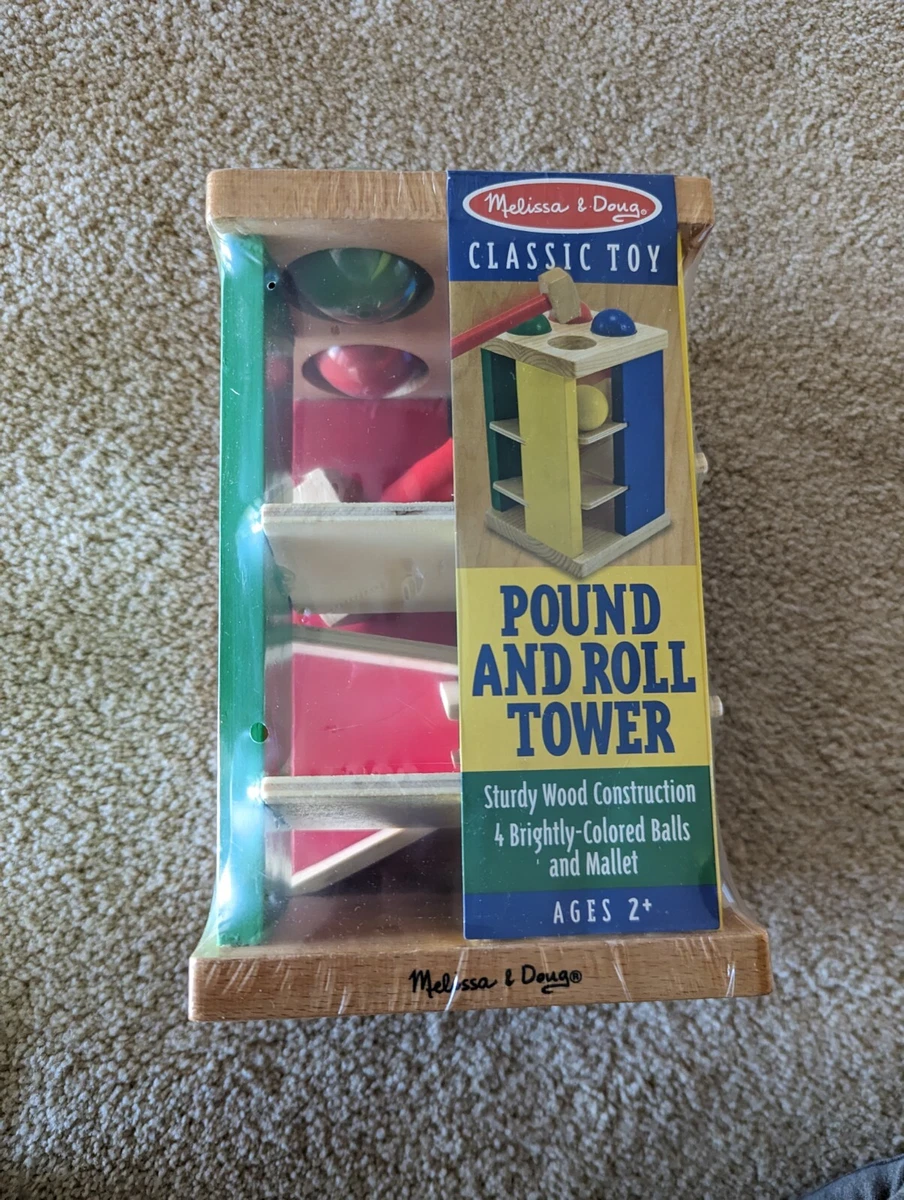 Melissa & Doug®
CLASSIC TOY
POUND
AND ROLL
TOWER
Sturdy Wood Construction
4 Brightly-Colored Balls
and Mallet
AGES 2+
Melissa & Doug®